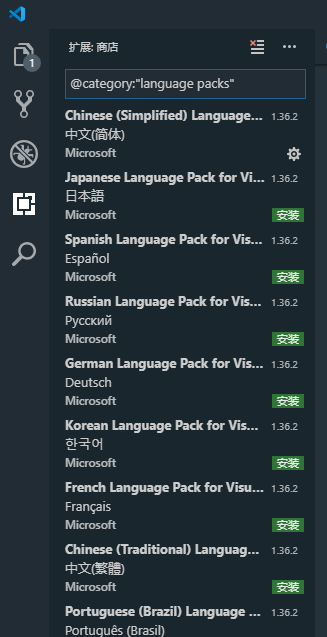 扩展: 商店
1
@category:"language packs"
Chinese (Simplified) Language... 1.36.2
中文(简体)
Microsoft
Japanese Language Pack for Vi... 1.36.2
日本語
Microsoft 安装
Spanish Language Pack for Vis... 1.36.2
Español
Microsoft 安装
Russian Language Pack for Vis... 1.36.2
Русский
Microsoft 安装
German Language Pack for Vis... 1.36.2
Deutsch
Microsoft 安装
Korean Language Pack for Vis... 1.36.2
한국어
Microsoft 安装
French Language Pack for Visu... 1.36.2
Français
Microsoft 安装
Chinese (Traditional) Languag... 1.36.2
中文(繁體)
Microsoft 安装
Portuguese (Brazil) Language ... 1.36.2
Português (Brasil)